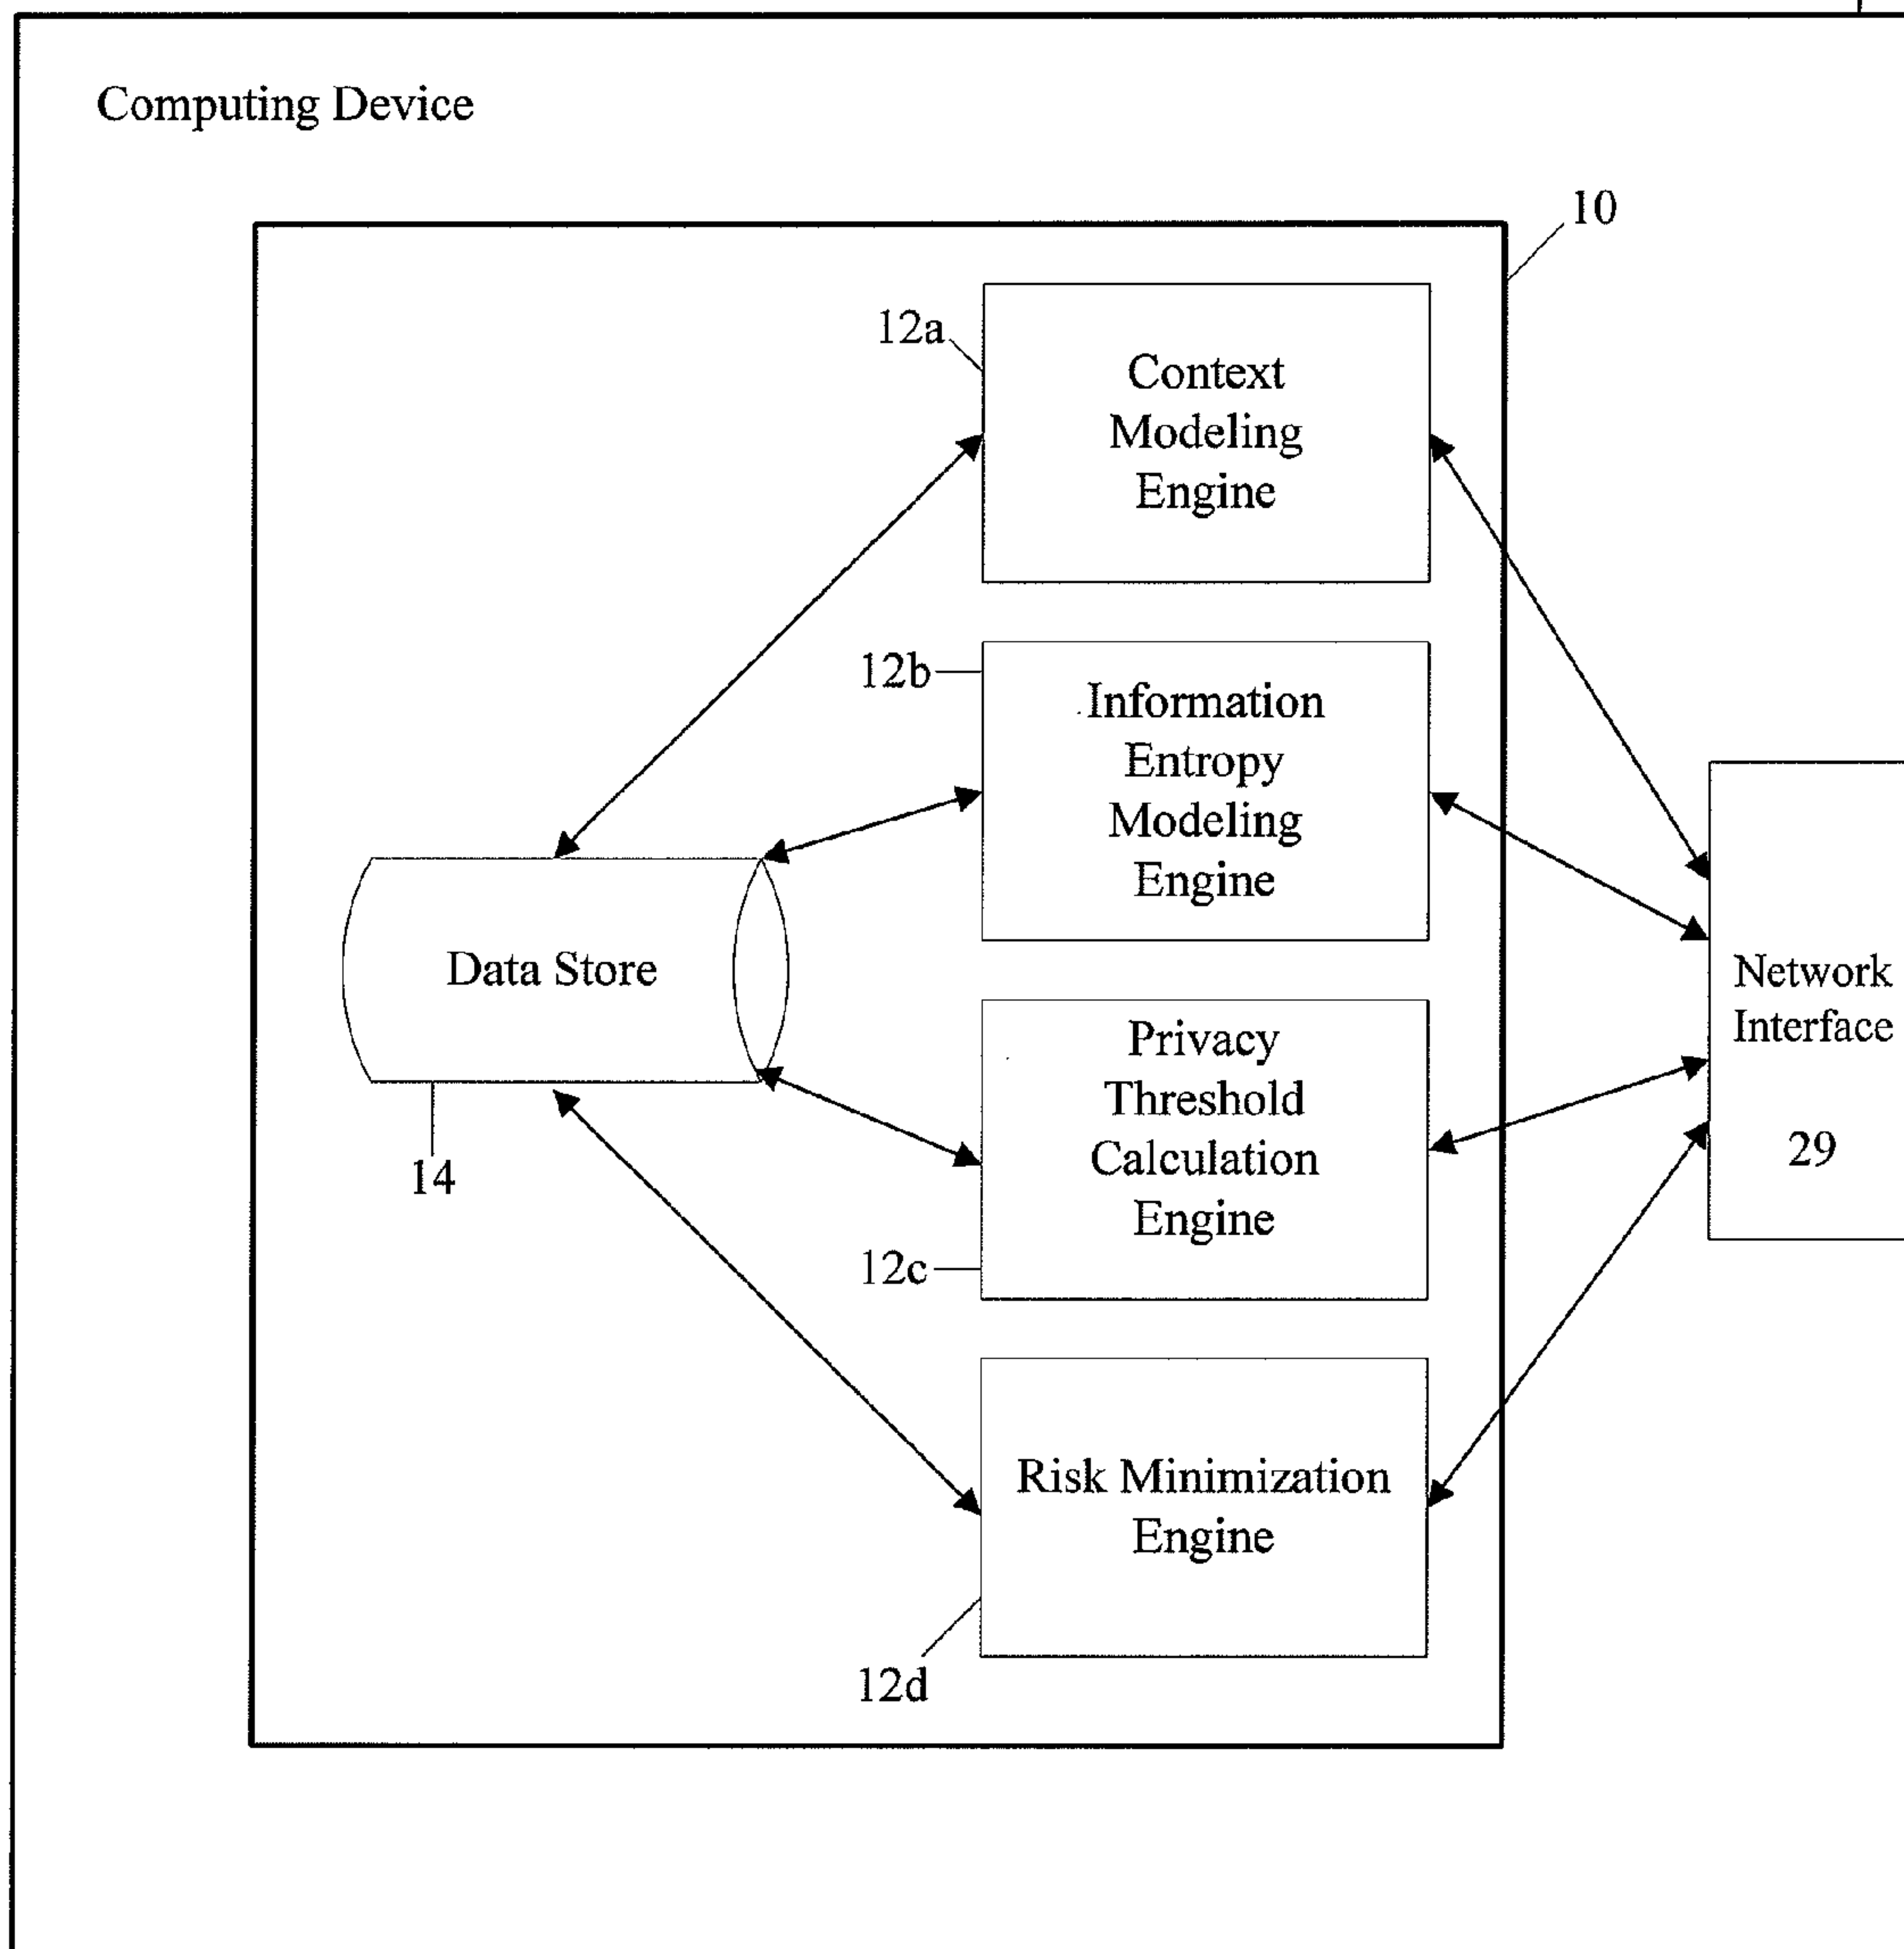 Computing Device
10
12a
Context
Modeling
Engine
12b
Information
Entropy
Modeling
Engine
Data Store
14
Privacy
Threshold
Calculation
Engine
12c
Network
Interface
29
Risk Minimization
Engine
12d